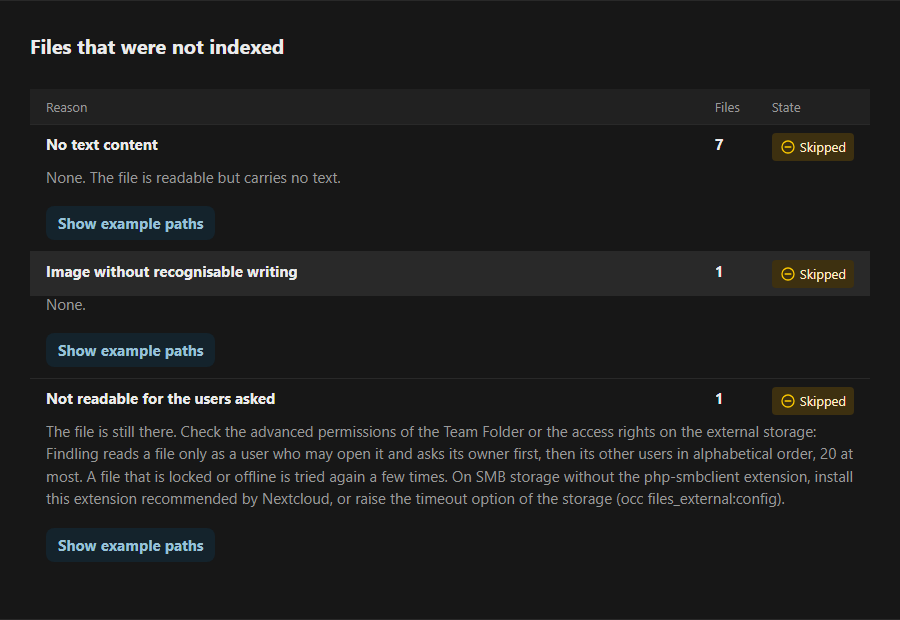 Files that were not indexed
Reason Files State
No text content 7 Skipped
None. The file is readable but carries no text.
Show example paths
Image without recognisable writing 1 Skipped
None.
Show example paths
Not readable for the users asked 1 Skipped
The file is still there. Check the advanced permissions of the Team Folder or the access rights on the external storage:
Findling reads a file only as a user who may open it and asks its owner first, then its other users in alphabetical order, 20 at
most. A file that is locked or offline is tried again a few times. On SMB storage without the php-smbclient extension, install
this extension recommended by Nextcloud, or raise the timeout option of the storage (occ files_external:config).
Show example paths